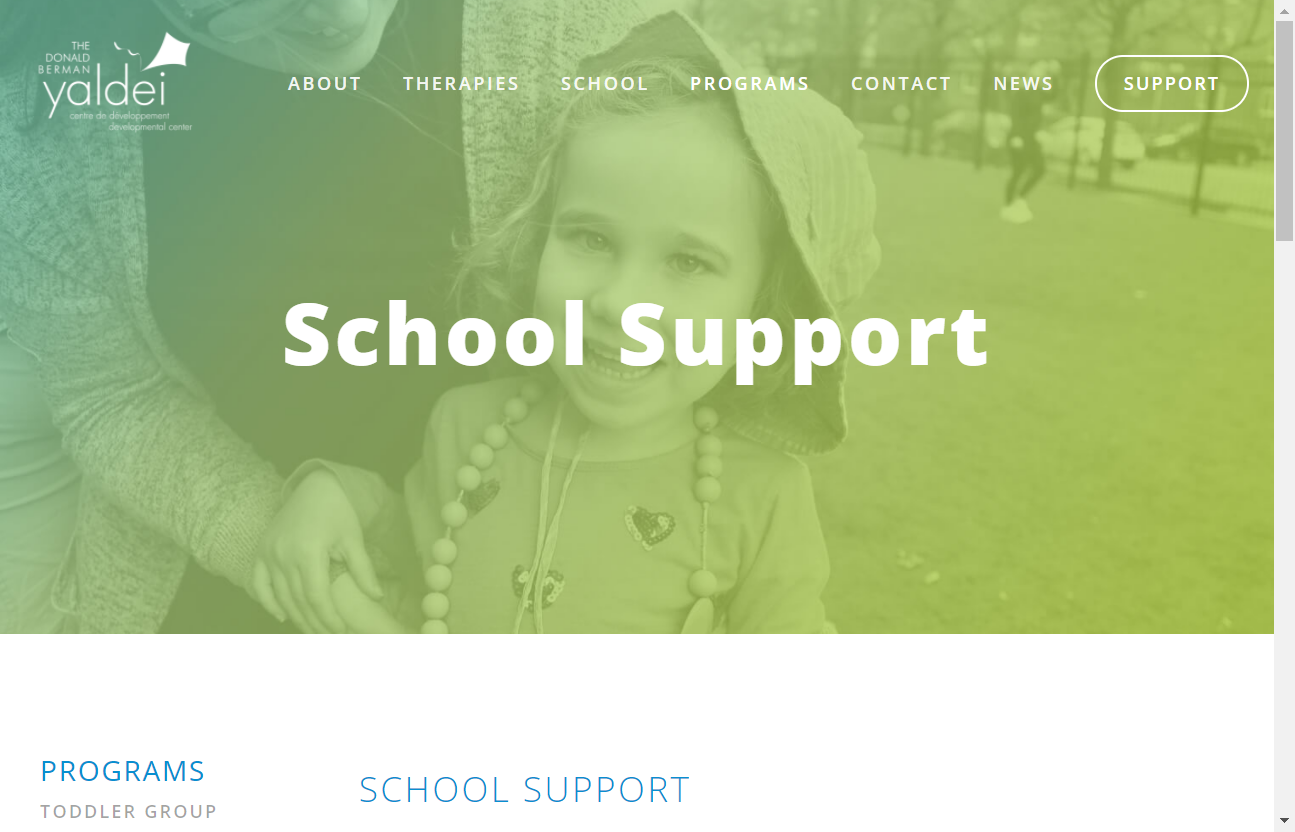 THE
DONALD
BERMAN
yaldei
centre de développement
developmental center
ABOUT THERAPIES SCHOOL PROGRAMS CONTACT NEWS SUPPORT
School Support
PROGRAMS
TODDLER GROUP
SCHOOL SUPPORT